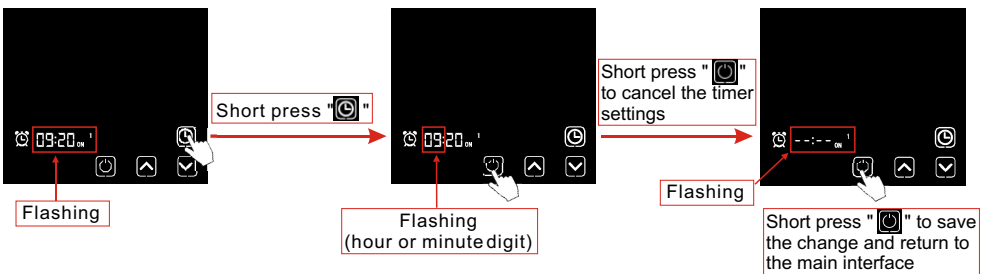 09:20 ON 1
Flashing
Short press " "
09:20 ON 1
Flashing
(hour or minute digit)
Short press " "
to cancel the timer
settings
--:-- ON 1
Flashing
Short press " " to save
the change and return to
the main interface